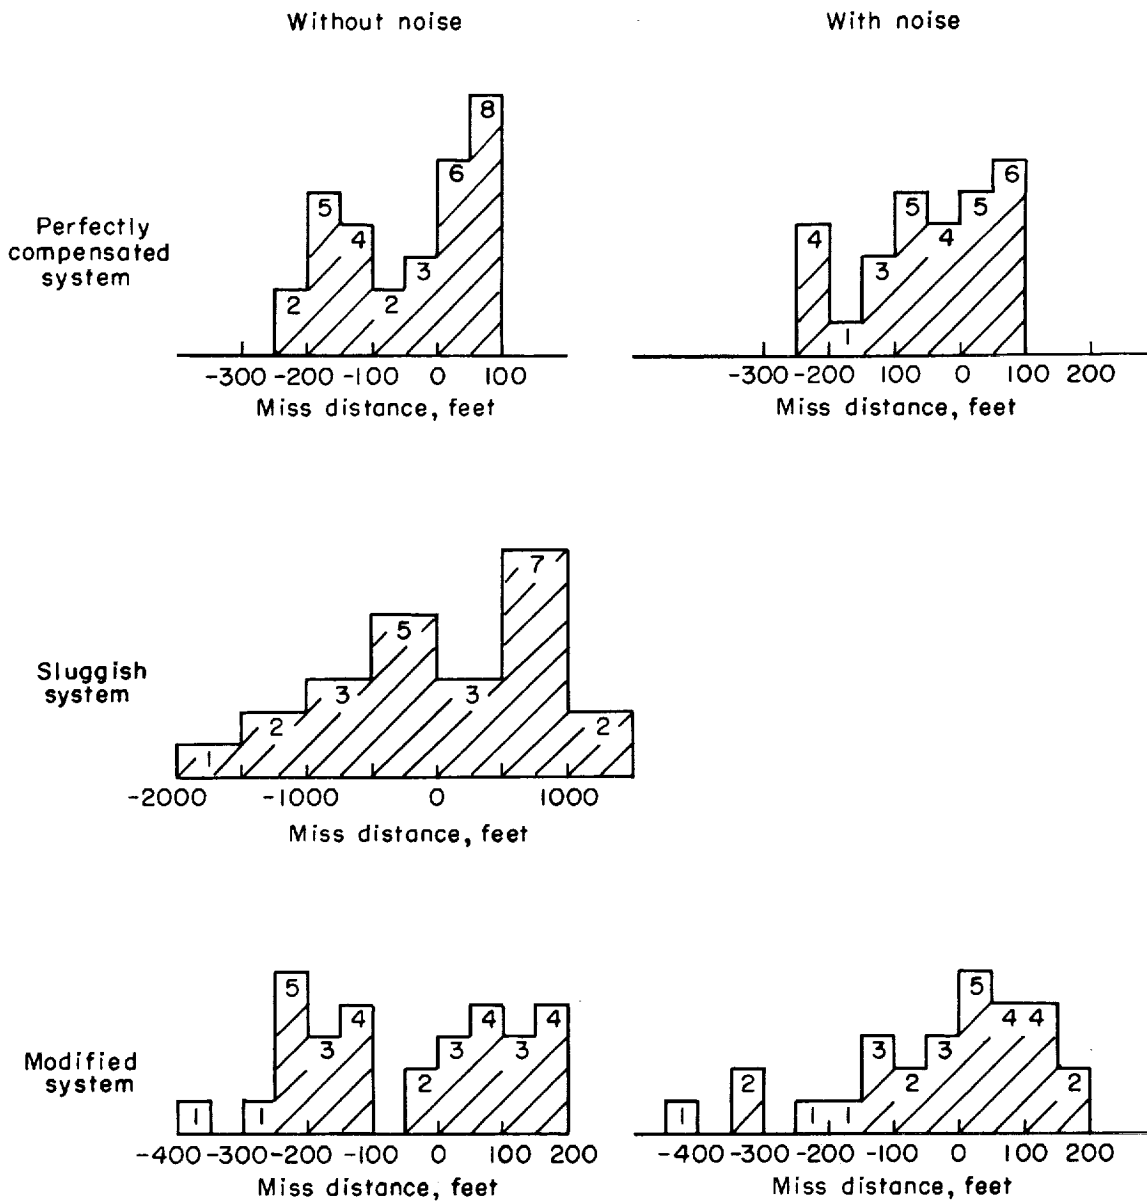 Without noise
With noise
Perfectly
compensated
system
2 5 4 2 3 6 8
-300 -200 -100 0 100
Miss distance, feet
4 1 3 5 4 5 6
-300 -200 -100 0 100 200
Miss distance, feet
Sluggish
system
1 2 3 5 3 7 2
-2000 -1000 0 1000
Miss distance, feet
Modified
system
1 1 5 3 4 2 3 4 3 4
-400 -300 -200 -100 0 100 200
Miss distance, feet
1 2 1 1 3 2 3 5 4 4 2
-400 -300 -200 -100 0 100 200
Miss distance, feet